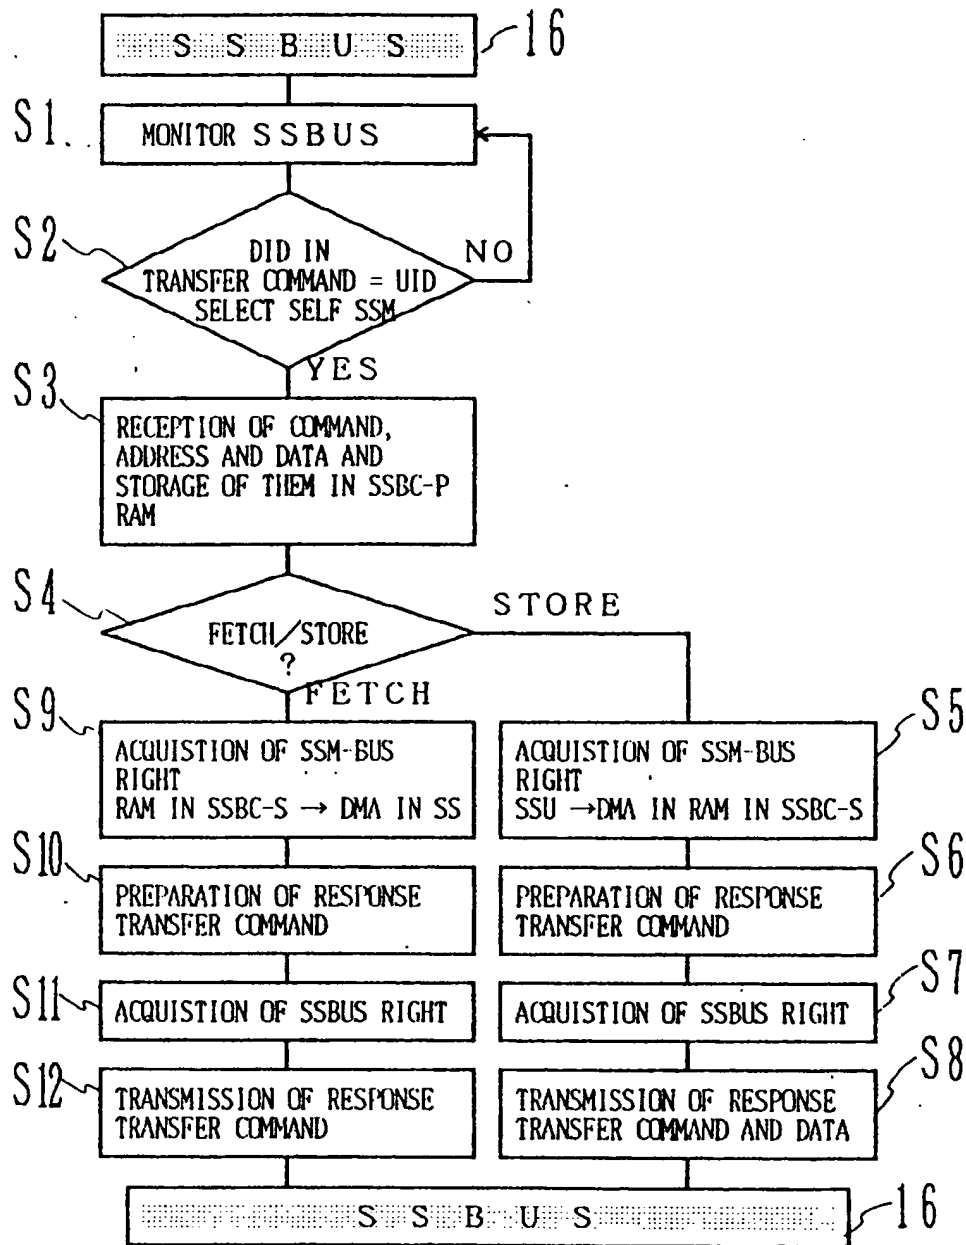 S S B U S
16
S1
MONITOR SSBUS
S2
DID IN
TRANSFER COMMAND = UID
SELECT SELF SSM
NO
YES
S3
RECEPTION OF COMMAND,
ADDRESS AND DATA AND
STORAGE OF THEM IN SSBC-P
RAM
S4
FETCH/STORE
?
STORE
FETCH
S9
ACQUISTION OF SSM-BUS
RIGHT
RAM IN SSBC-S → DMA IN SS
S5
ACQUISTION OF SSM-BUS
RIGHT
SSU →DMA IN RAM IN SSBC-S
S10
PREPARATION OF RESPONSE
TRANSFER COMMAND
S6
PREPARATION OF RESPONSE
TRANSFER COMMAND
S11
ACQUISTION OF SSBUS RIGHT
S7
ACQUISTION OF SSBUS RIGHT
S12
TRANSMISSION OF RESPONSE
TRANSFER COMMAND
S8
TRANSMISSION OF RESPONSE
TRANSFER COMMAND AND DATA
S S B U S
16